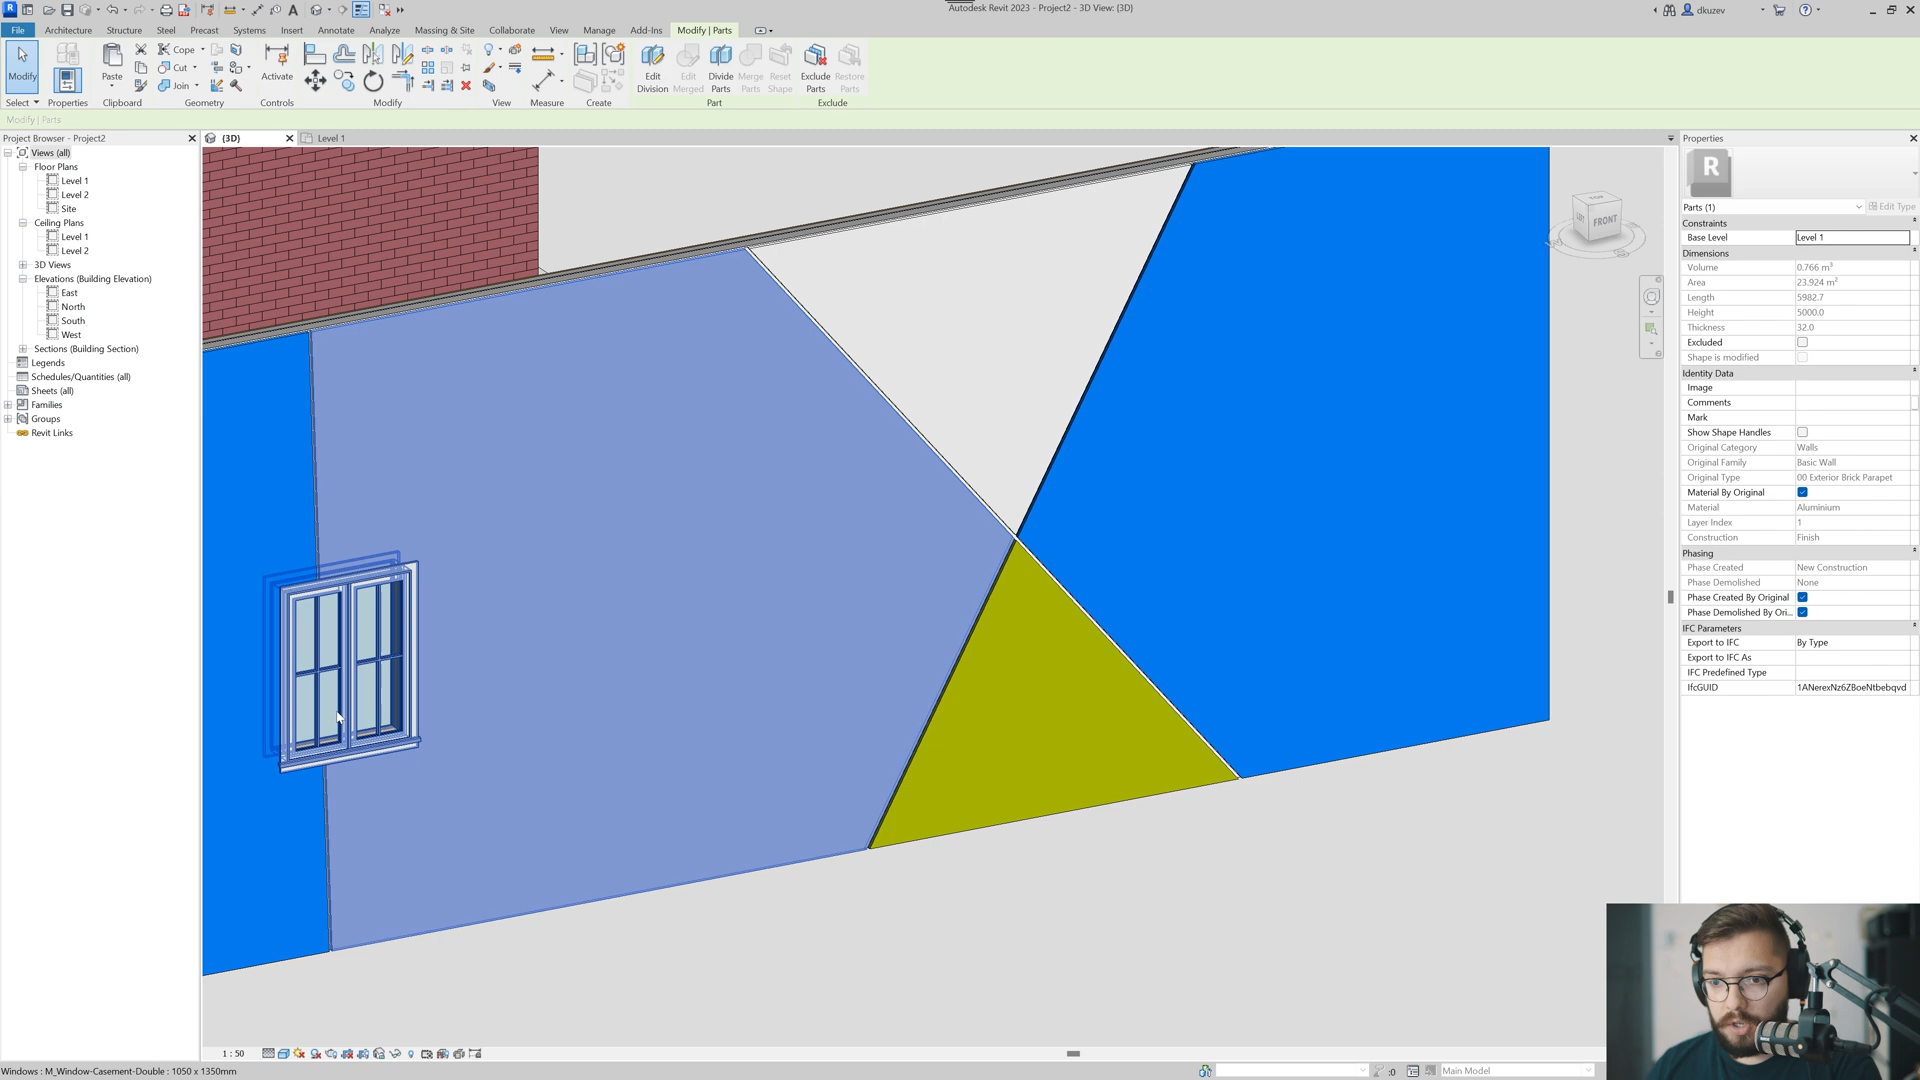 Autodesk Revit 2023 - Project2 - 3D View: {3D}
dkuzev
File Architecture Structure Steel Precast Systems Insert Annotate Analyze Massing & Site Collaborate View Manage Add-Ins Modify | Parts
Modify
Paste
Cope
Cut
Join
Activate
Edit Division
Edit Merged
Divide Parts
Merge Parts
Reset Shape
Exclude Parts
Restore Parts
Select Properties Clipboard Geometry Controls Modify View Measure Create Part Exclude
Modify | Parts
Project Browser - Project2
{3D}
Level 1
Views (all)
Floor Plans
Level 1
Level 2
Site
Ceiling Plans
Level 1
Level 2
3D Views
Elevations (Building Elevation)
East
North
South
West
Sections (Building Section)
Legends
Schedules/Quantities (all)
Sheets (all)
Families
Groups
Revit Links
TOP
FRONT
Properties
R
Parts (1)
Edit Type
Constraints
Base Level Level 1
Dimensions
Volume 0.766 m³
Area 23.924 m²
Length 5982.7
Height 5000.0
Thickness 32.0
Excluded
Shape is modified
Identity Data
Image
Comments
Mark
Show Shape Handles
Original Category Walls
Original Family Basic Wall
Original Type 00 Exterior Brick Parapet
Material By Original
Material Aluminium
Layer Index 1
Construction Finish
Phasing
Phase Created New Construction
Phase Demolished None
Phase Created By Original
Phase Demolished By Ori...
IFC Parameters
Export to IFC By Type
Export to IFC As
IFC Predefined Type
IfcGUID 1ANerexNz6ZBoeNtbebqvd
1 : 50
Windows : M_Window-Casement-Double : 1050 x 1350mm
:0
Main Model